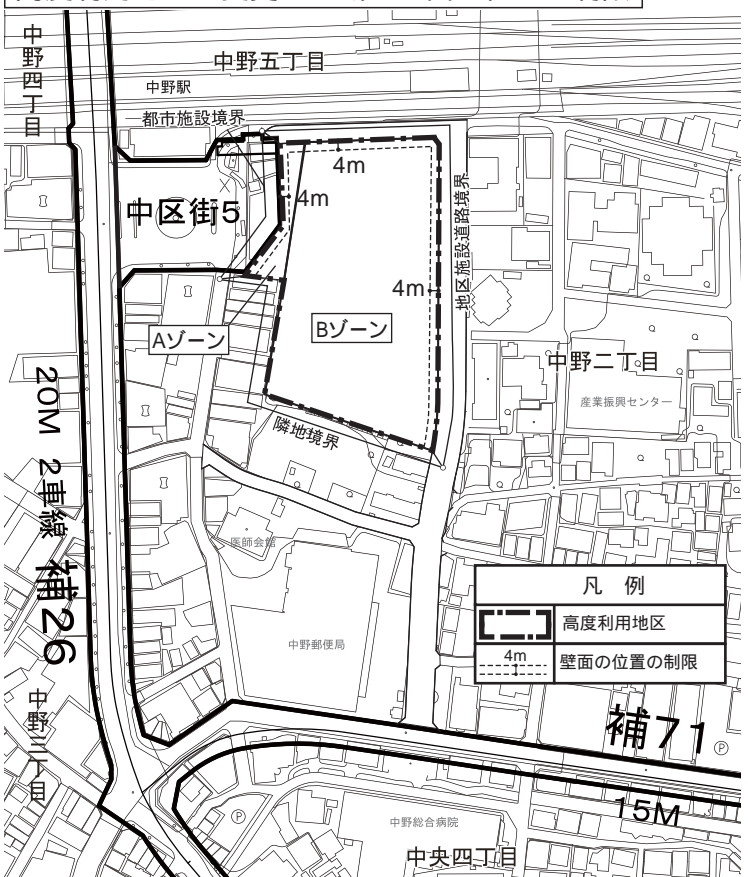 中野四丁目
中野五丁目
中野駅
都市施設境界
4m
4m
中区街5
地区施設道路境界
4m
Aゾーン
Bゾーン
中野二丁目
産業振興センター
隣地境界
20M 2車線 補26
医師会館
中野郵便局
凡 例
高度利用地区
4m
壁面の位置の制限
中野三丁目
補71
P
15M
P
中野総合病院
中央四丁目